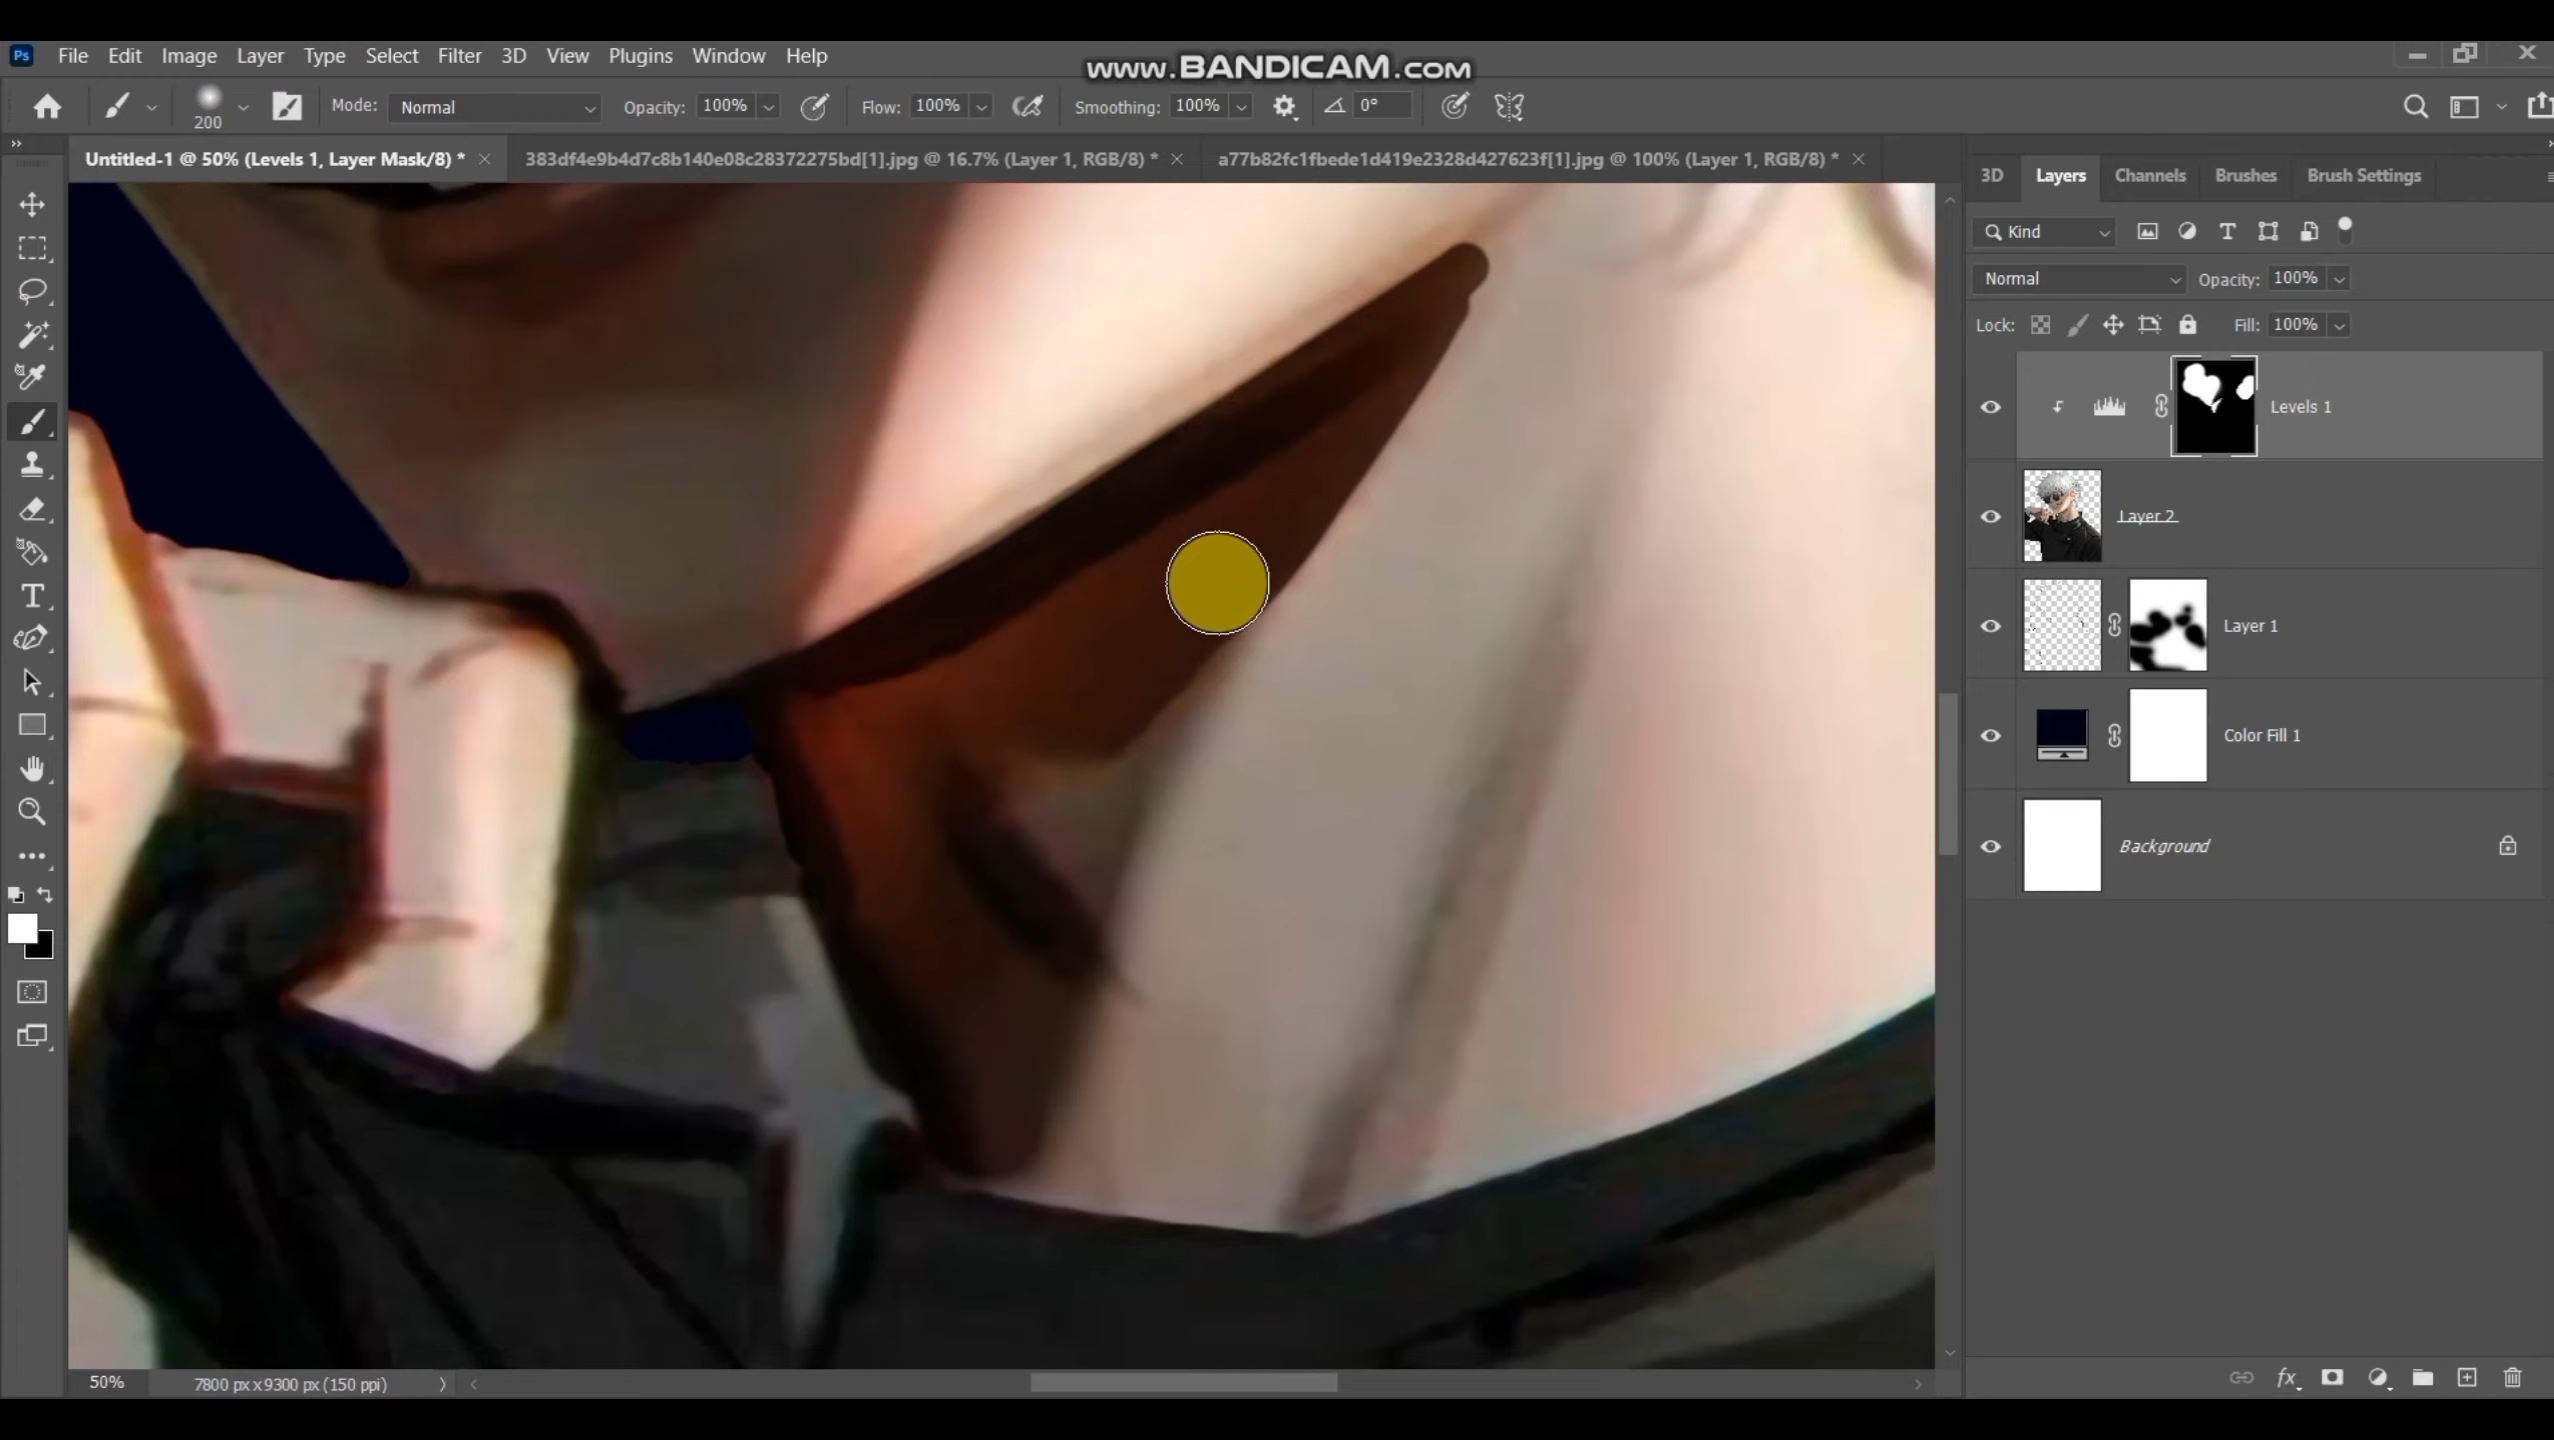 www.BANDICAM.com
Ps File Edit Image Layer Type Select Filter 3D View Plugins Window Help
200 Mode: Normal Opacity: 100% Flow: 100% Smoothing: 100% 0°
Untitled-1 @ 50% (Levels 1, Layer Mask/8) * 383df4e9b4d7c8b140e08c28372275bd[1].jpg @ 16.7% (Layer 1, RGB/8) * a77b82fc1fbede1d419e2328d427623f[1].jpg @ 100% (Layer 1, RGB/8) *
3D Layers Channels Brushes Brush Settings
Kind
Normal Opacity: 100%
Lock: Fill: 100%
Levels 1
Layer 2
Layer 1
Color Fill 1
Background
50% 7800 px x 9300 px (150 ppi)
fx